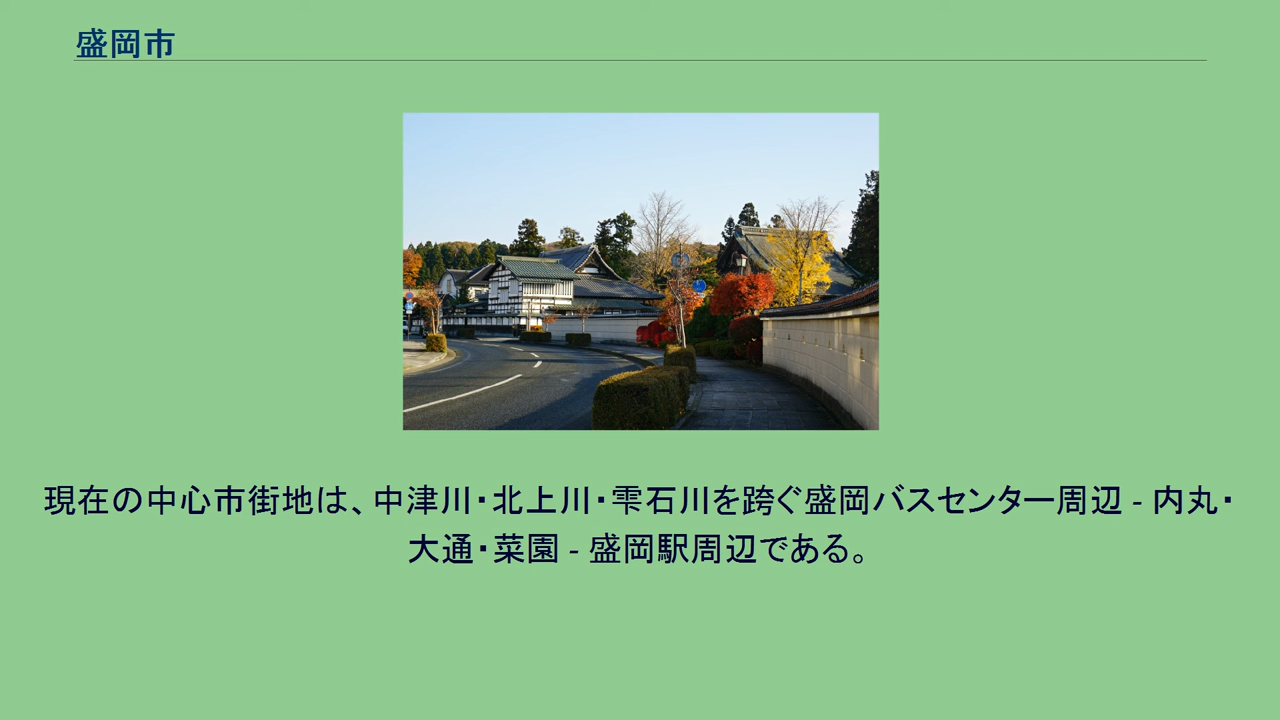 盛岡市
現在の中心市街地は、中津川・北上川・雫石川を跨ぐ盛岡バスセンター周辺 - 内丸・
大通・菜園 - 盛岡駅周辺である。